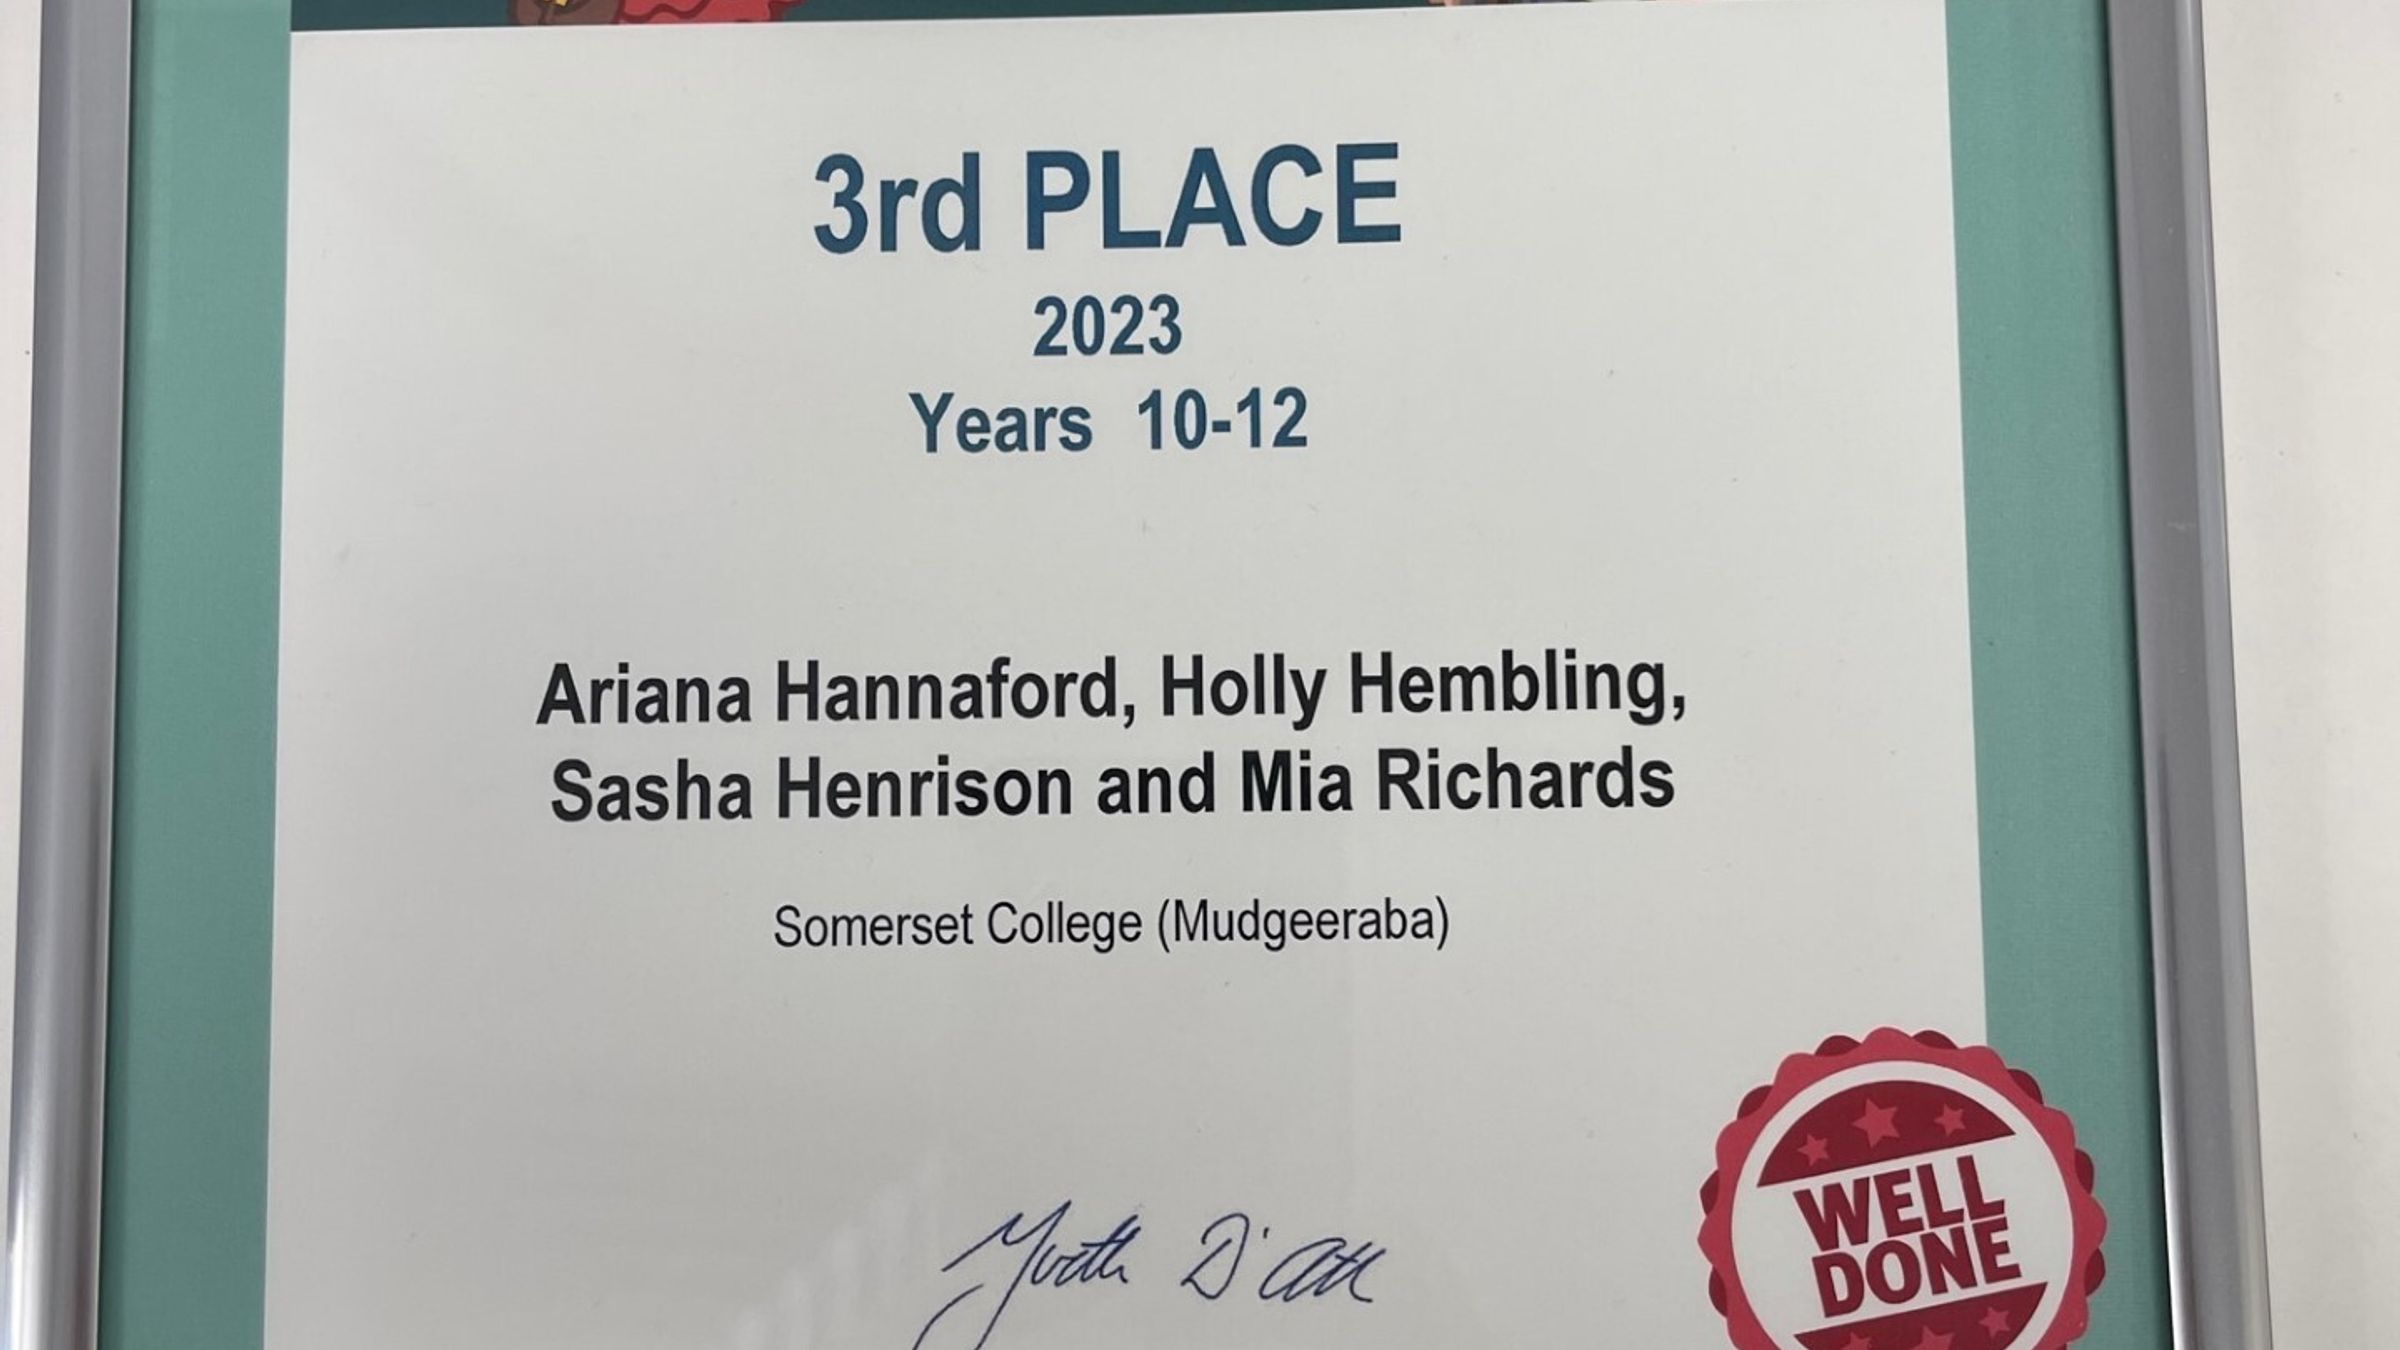 3rd PLACE
2023
Years 10-12
Ariana Hannaford, Holly Hembling,
Sasha Henrison and Mia Richards
Somerset College (Mudgeeraba)
WELL
DONE